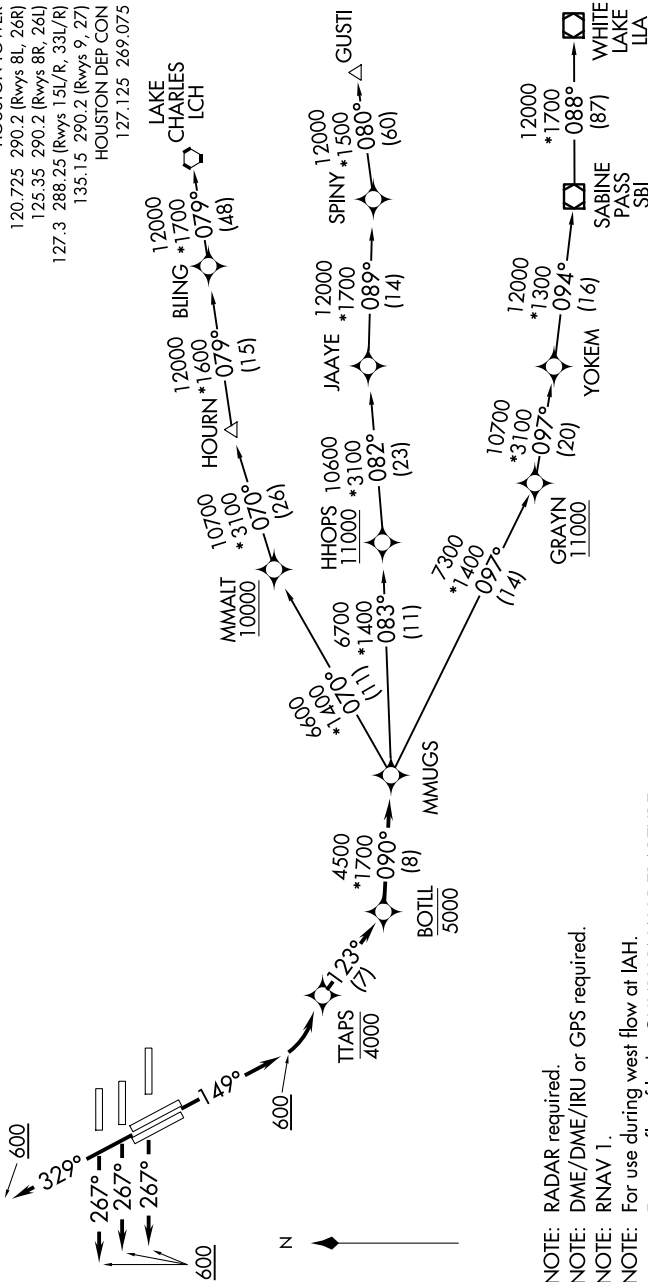 120.725 290.2 (Rwys 8L, 26R)
125.35 290.2 (Rwys 8R, 26L)
127.3 288.25 (Rwys 15L/R, 33L/R)
135.15 290.2 (Rwys 9, 27)
HOUSTON DEP CON
127.125 269.075
LAKE
CHARLES
LCH
12000
*1700
079°
(48)
BLING
12000
*1600
079°
(15)
HOURN
10700
*3100
070°
(26)
MMALT
10000
6600
*1400
070°
(11)
GUSTI
12000
*1500
080°
(60)
SPINY
12000
*1700
089°
(14)
JAAYE
10600
*3100
082°
(23)
HHOPS
11000
6700
*1400
083°
(11)
WHITE
LAKE
LLA
12000
*1700
088°
(87)
SABINE
PASS
SBI
12000
*1300
094°
(16)
YOKEM
10700
*3100
097°
(20)
GRAYN
11000
7300
*1400
097°
(14)
MMUGS
4500
*1700
090°
(8)
BOTLL
5000
123°
(7)
TTAPS
4000
149°
600
329°
600
267°
267°
267°
600
N
NOTE: RADAR required.
NOTE: DME/DME/IRU or GPS required.
NOTE: RNAV 1.
NOTE: For use during west flow at IAH.